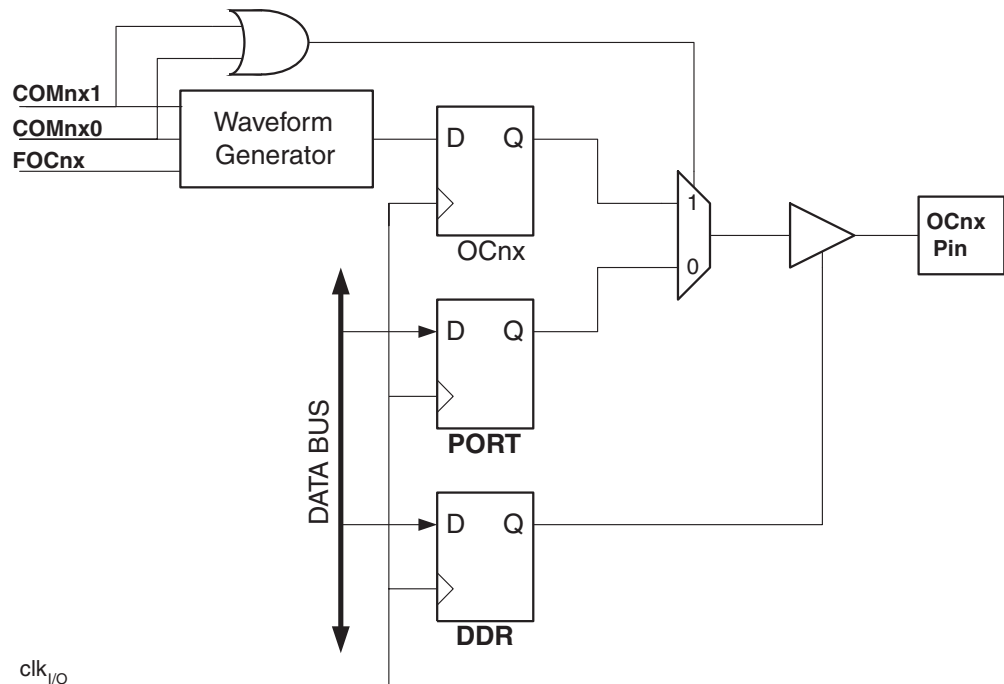 COMnx1
COMnx0
FOCnx
Waveform
Generator
D Q
OCnx
1
0
OCnx
Pin
D Q
PORT
DATA BUS
D Q
DDR
clkI/O